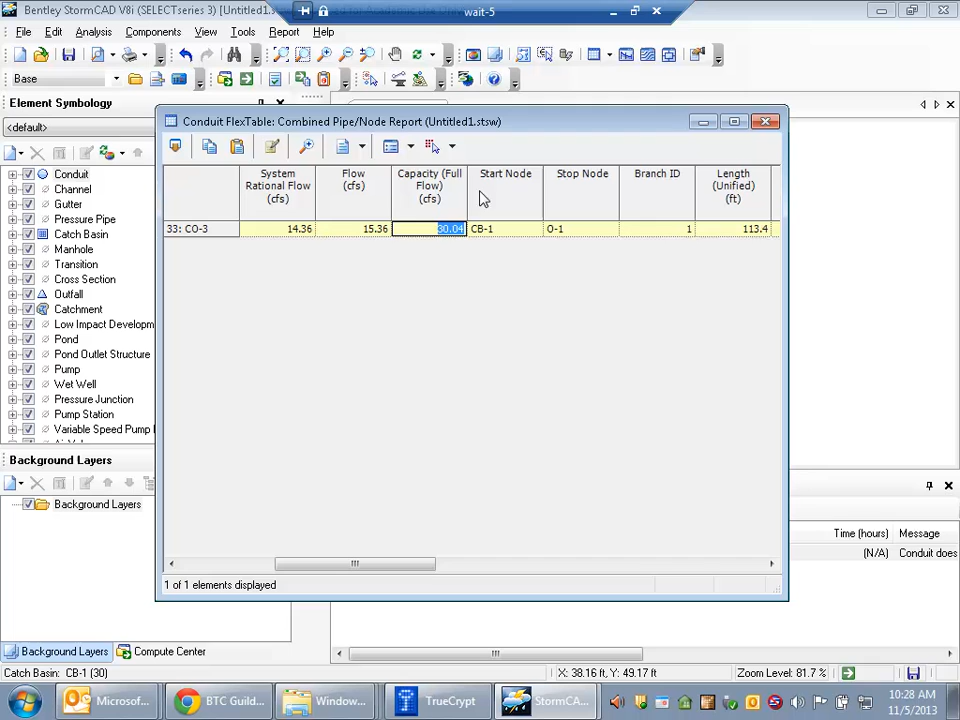 Bentley StormCAD V8i (SELECTseries 3) [Untitled1.
wait-5
File Edit Analysis Components View Tools Report Help
Base
Element Symbology
<default>
Conduit
Channel
Gutter
Pressure Pipe
Catch Basin
Manhole
Transition
Cross Section
Outfall
Catchment
Low Impact Developm
Pond
Pond Outlet Structure
Pump
Wet Well
Pressure Junction
Pump Station
Variable Speed Pump
Conduit FlexTable: Combined Pipe/Node Report (Untitled1.stsw)
System Rational Flow (cfs) Flow (cfs) Capacity (Full Flow) (cfs) Start Node Stop Node Branch ID Length (Unified) (ft)
33: CO-3 14.36 15.36 30.04 CB-1 O-1 1 113.4
1 of 1 elements displayed
Background Layers
Background Layers
Time (hours) Message
(N/A) Conduit does
Background Layers Compute Center
Catch Basin: CB-1 (30) X: 38.16 ft, Y: 49.17 ft Zoom Level: 81.7 %
Microsof... BTC Guild... Window... TrueCrypt StormCA...
10:28 AM
11/5/2013